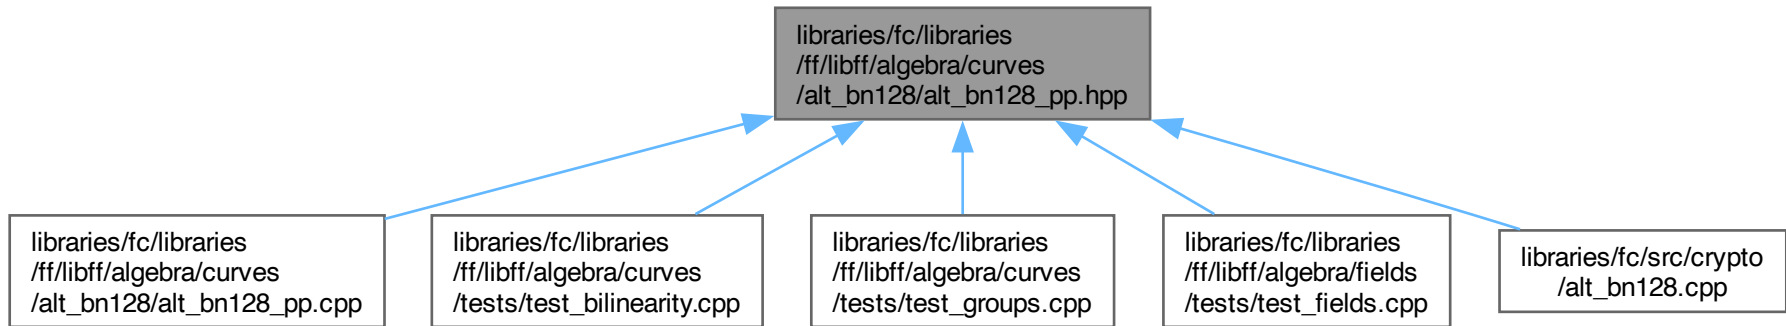 libraries/fc/libraries
/ff/libff/algebra/curves
/alt_bn128/alt_bn128_pp.hpp
libraries/fc/libraries
/ff/libff/algebra/curves
/alt_bn128/alt_bn128_pp.cpp
libraries/fc/libraries
/ff/libff/algebra/curves
/tests/test_bilinearity.cpp
libraries/fc/libraries
/ff/libff/algebra/curves
/tests/test_groups.cpp
libraries/fc/libraries
/ff/libff/algebra/fields
/tests/test_fields.cpp
libraries/fc/src/crypto
/alt_bn128.cpp